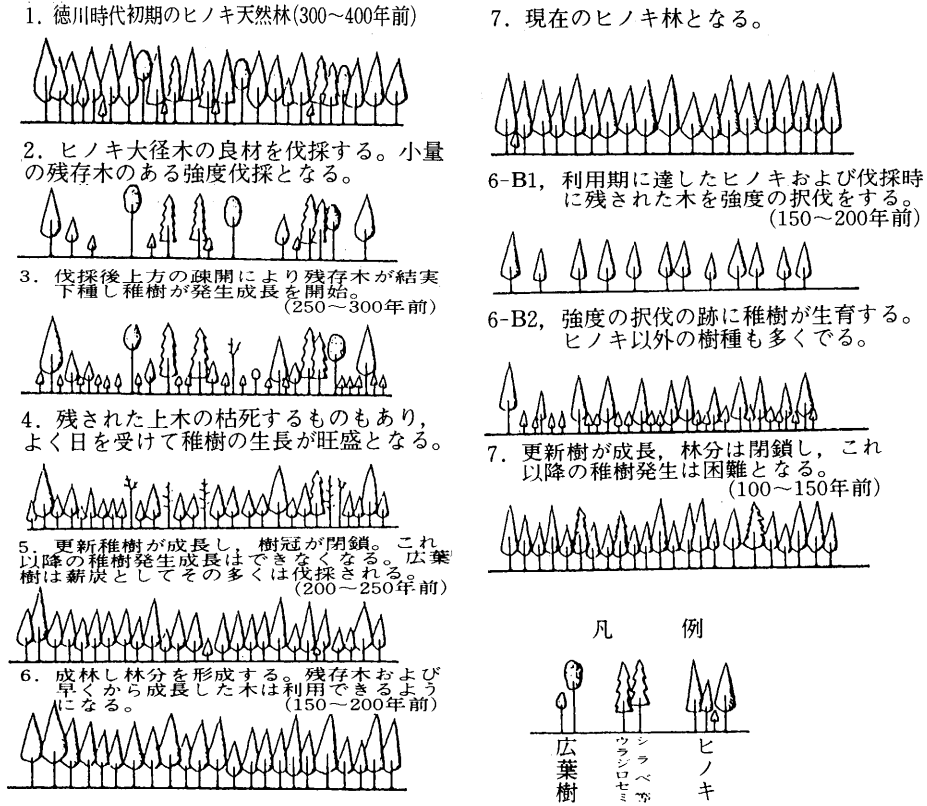 1．徳川時代初期のヒノキ天然林(300～400年前)
2．ヒノキ大径木の良材を伐採する。小量
の残存木のある強度伐採となる。
3．伐採後上方の疎開により残存木が結実
下種し稚樹が発生成長を開始。
(250～300年前)
4．残された上木の枯死するものもあり，
よく日を受けて稚樹の生長が旺盛となる。
5．更新稚樹が成長し，樹冠が閉鎖。これ
以降の稚樹発生成長はできなくなる。広葉
樹は薪炭としてその多くは伐採される。
(200～250年前)
6．成林し林分を形成する。残存木および
早くから成長した木は利用できるよう
になる。 (150～200年前)
7．現在のヒノキ林となる。
6-B1，利用期に達したヒノキおよび伐採時
に残された木を強度の択伐をする。
(150～200年前)
6-B2，強度の択伐の跡に稚樹が生育する。
ヒノキ以外の樹種も多くでる。
7．更新樹が成長，林分は閉鎖し，これ
以降の稚樹発生は困難となる。
(100～150年前)
凡 例
広葉樹
ウラジロモミ
シラベ等
ヒノキ